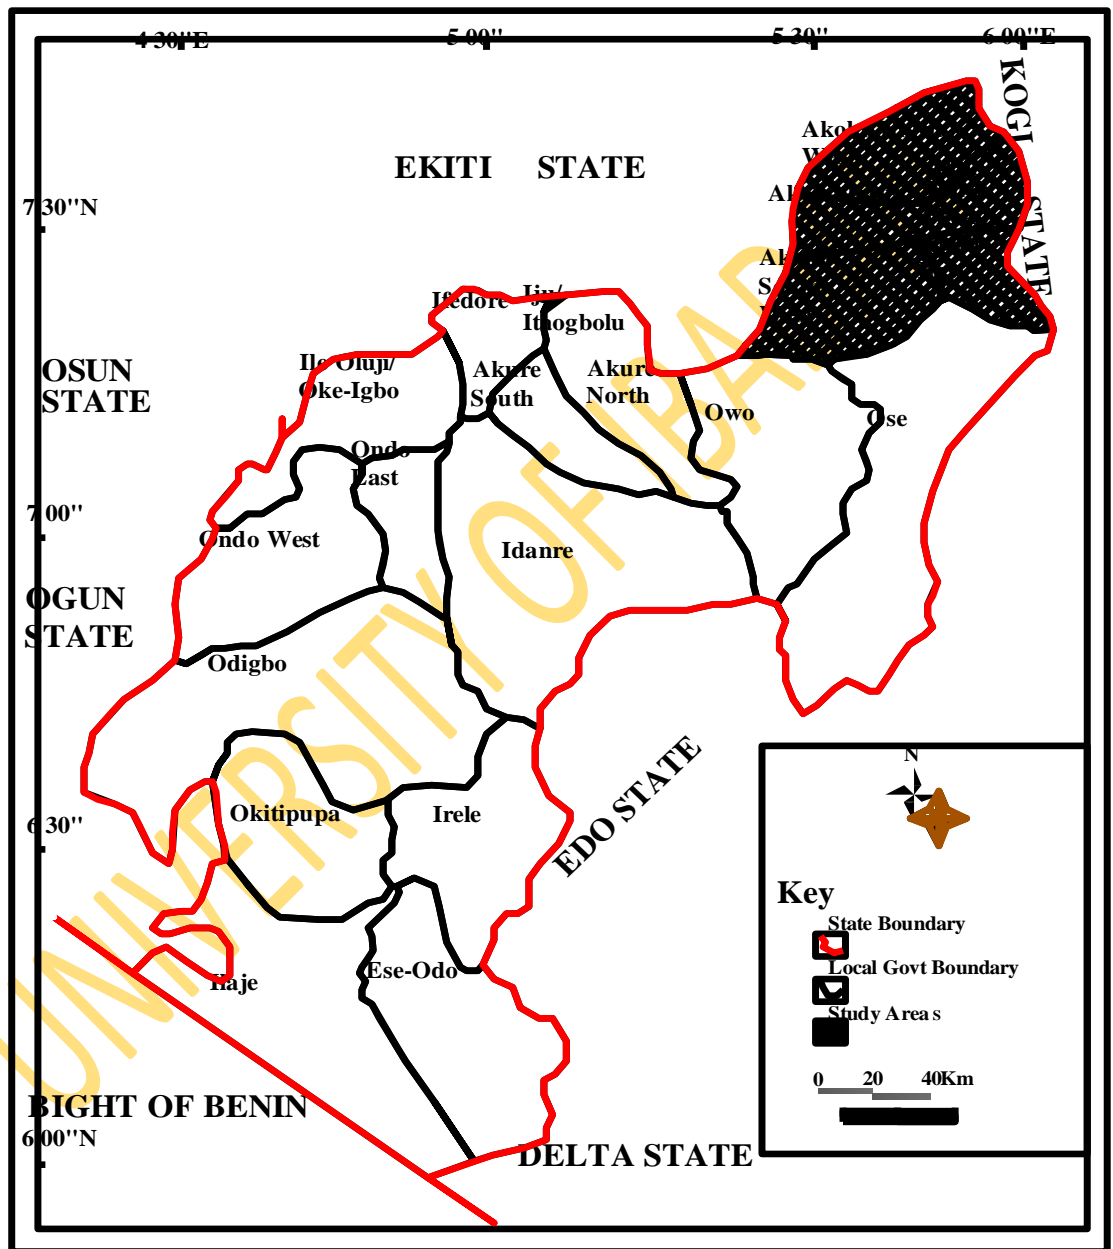 4 30''E
5 00''
5 30''
6 00''E
KOGI STATE
EKITI STATE
7 30''N
Ifedore
Iju/
Itaogbolu
Ile Oluji/
Oke-Igbo
Akure
South
Akure
North
OSUN
STATE
Owo
Ose
Ondo
East
7 00''
Ondo West
Idanre
OGUN
STATE
Odigbo
EDO STATE
N
Okitipupa
Irele
6 30''
Key
State Boundary
Local Govt Boundary
Study Areas
Ese-Odo
Ilaje
0 20 40Km
BIGHT OF BENIN
6 00''N
DELTA STATE
UNIVERSITY OF